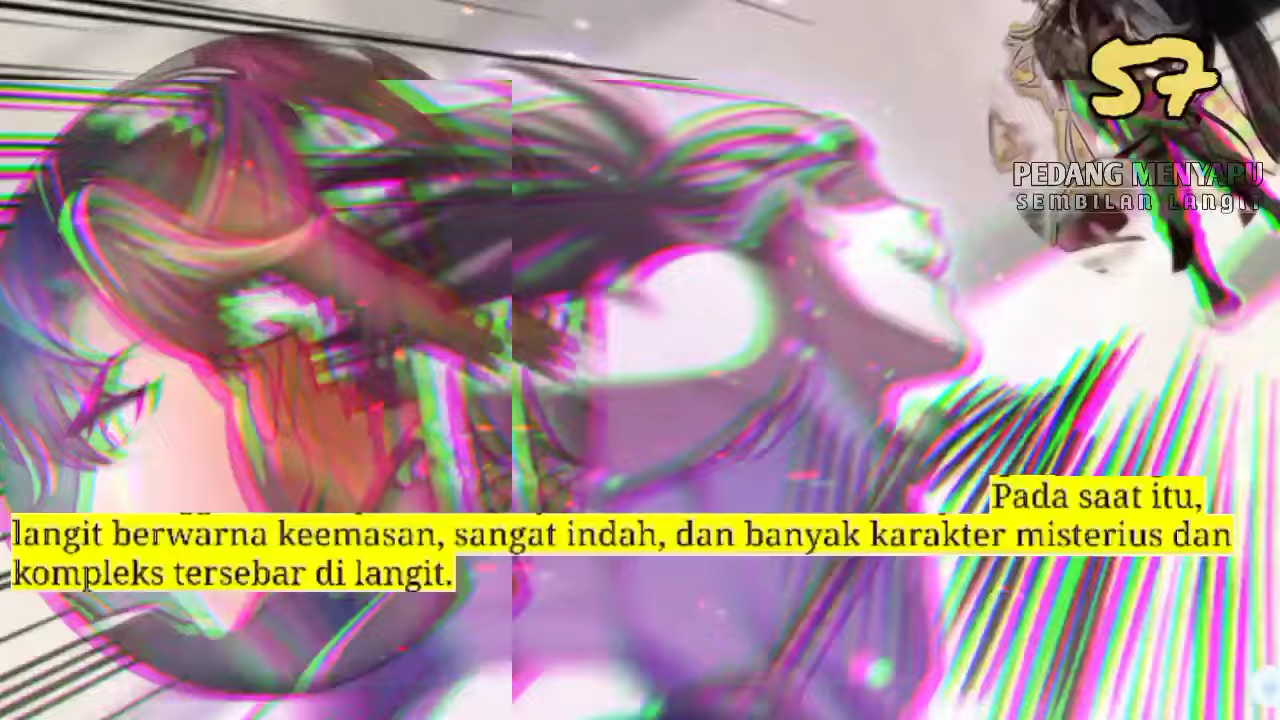 57
PEDANG MENYAPU
SEMBILAN LANGIT
Pada saat itu,
langit berwarna keemasan, sangat indah, dan banyak karakter misterius dan
kompleks tersebar di langit.